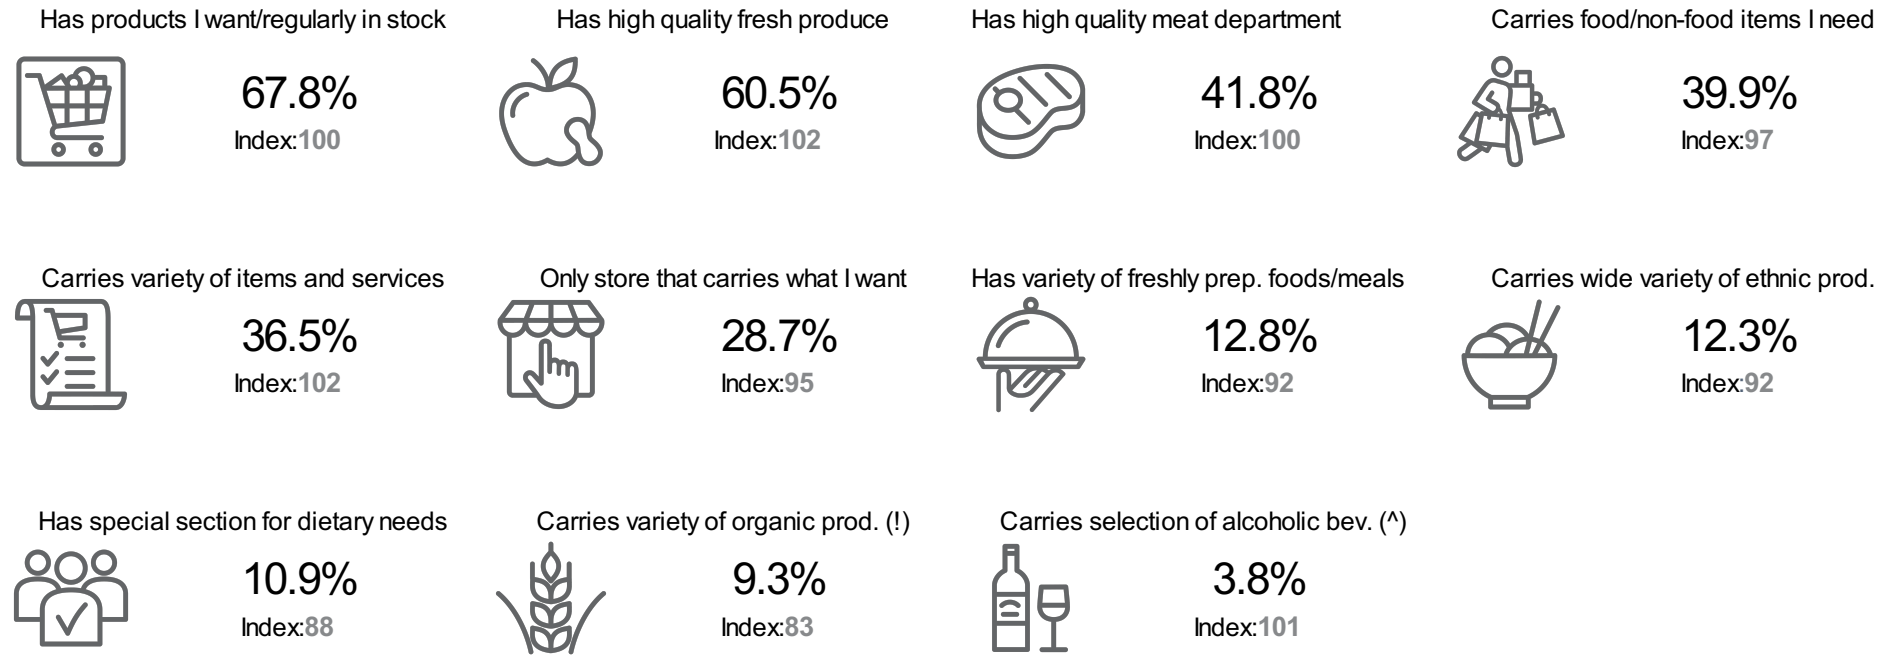 Has products I want/regularly in stock
67.8%
Index:100
Has high quality fresh produce
60.5%
Index:102
Has high quality meat department
41.8%
Index:100
Carries food/non-food items I need
39.9%
Index:97
Carries variety of items and services
36.5%
Index:102
Only store that carries what I want
28.7%
Index:95
Has variety of freshly prep. foods/meals
12.8%
Index:92
Carries wide variety of ethnic prod.
12.3%
Index:92
Has special section for dietary needs
10.9%
Index:88
Carries variety of organic prod. (!)
9.3%
Index:83
Carries selection of alcoholic bev. (^)
3.8%
Index:101